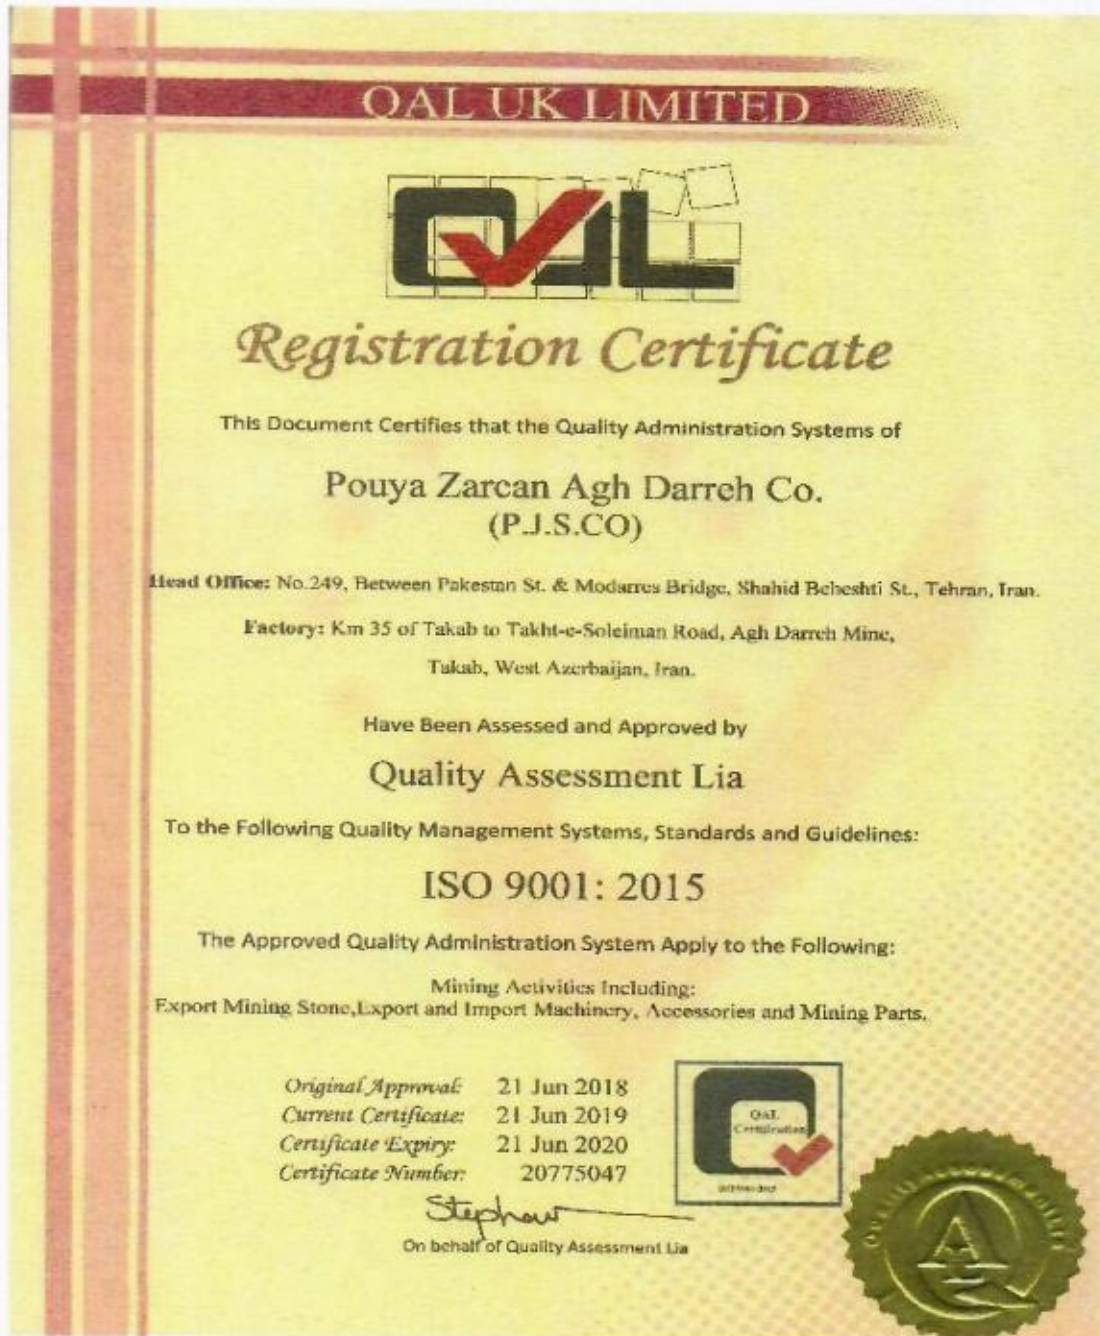 QAL UK LIMITED
QAL
Registration Certificate
This Document Certifies that the Quality Administration Systems of
Pouya Zarcan Agh Darreh Co.
(P.J.S.CO)
Head Office: No.249, Between Pakestan St. & Modarres Bridge, Shahid Beheshti St., Tehran, Iran.
Factory: Km 35 of Takab to Takht-e-Soleiman Road, Agh Darreh Mine,
Takab, West Azerbaijan, Iran.
Have Been Assessed and Approved by
Quality Assessment Lia
To the Following Quality Management Systems, Standards and Guidelines:
ISO 9001: 2015
The Approved Quality Administration System Apply to the Following:
Mining Activities Including:
Export Mining Stone,Export and Import Machinery, Accessories and Mining Parts.
Original Approval: 21 Jun 2018
Current Certificate: 21 Jun 2019
Certificate Expiry: 21 Jun 2020
Certificate Number: 20775047
QAL
Certification
Stephan
On behalf of Quality Assessment Lia